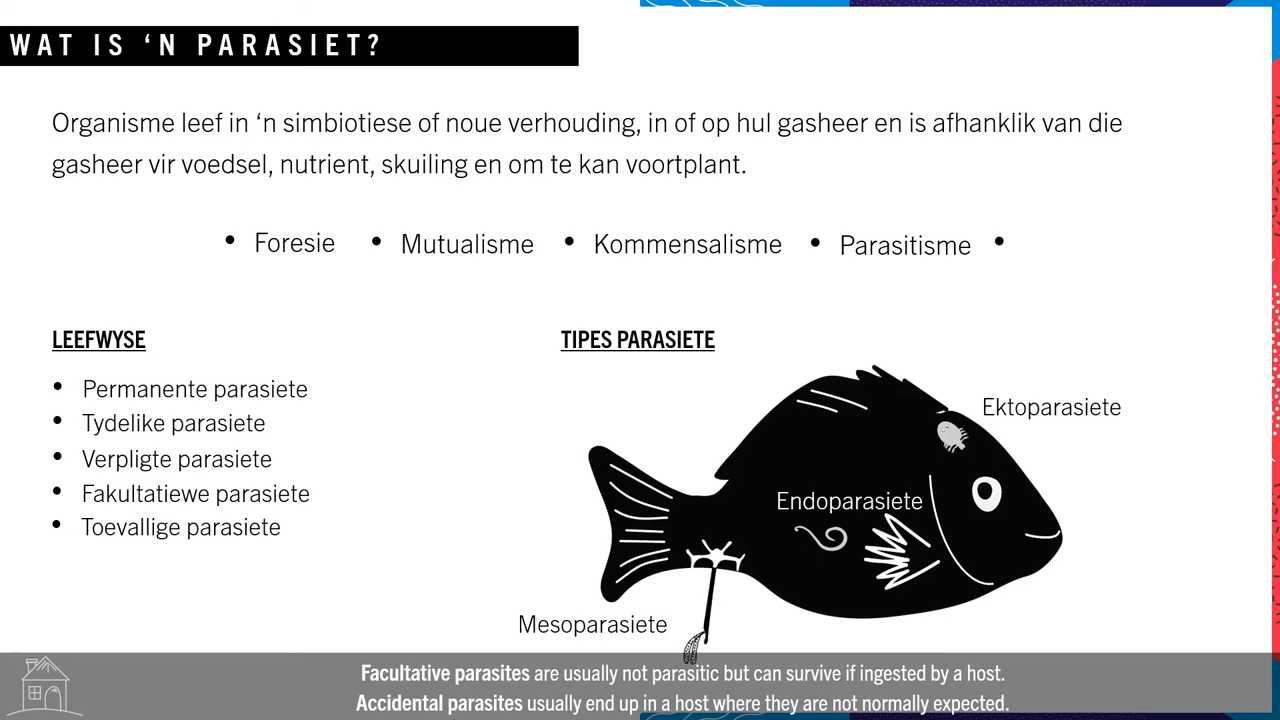 WAT IS ‘N PARASIET?
Organisme leef in ‘n simbiotiese of noue verhouding, in of op hul gasheer en is afhanklik van die
gasheer vir voedsel, nutrient, skuiling en om te kan voortplant.
• Foresie • Mutualisme • Kommensalisme • Parasitisme •
LEEFWYSE
• Permanente parasiete
• Tydelike parasiete
• Verpligte parasiete
• Fakultatiewe parasiete
• Toevallige parasiete
TIPES PARASIETE
Ektoparasiete
Endoparasiete
Mesoparasiete
Facultative parasites are usually not parasitic but can survive if ingested by a host.
Accidental parasites usually end up in a host where they are not normally expected.